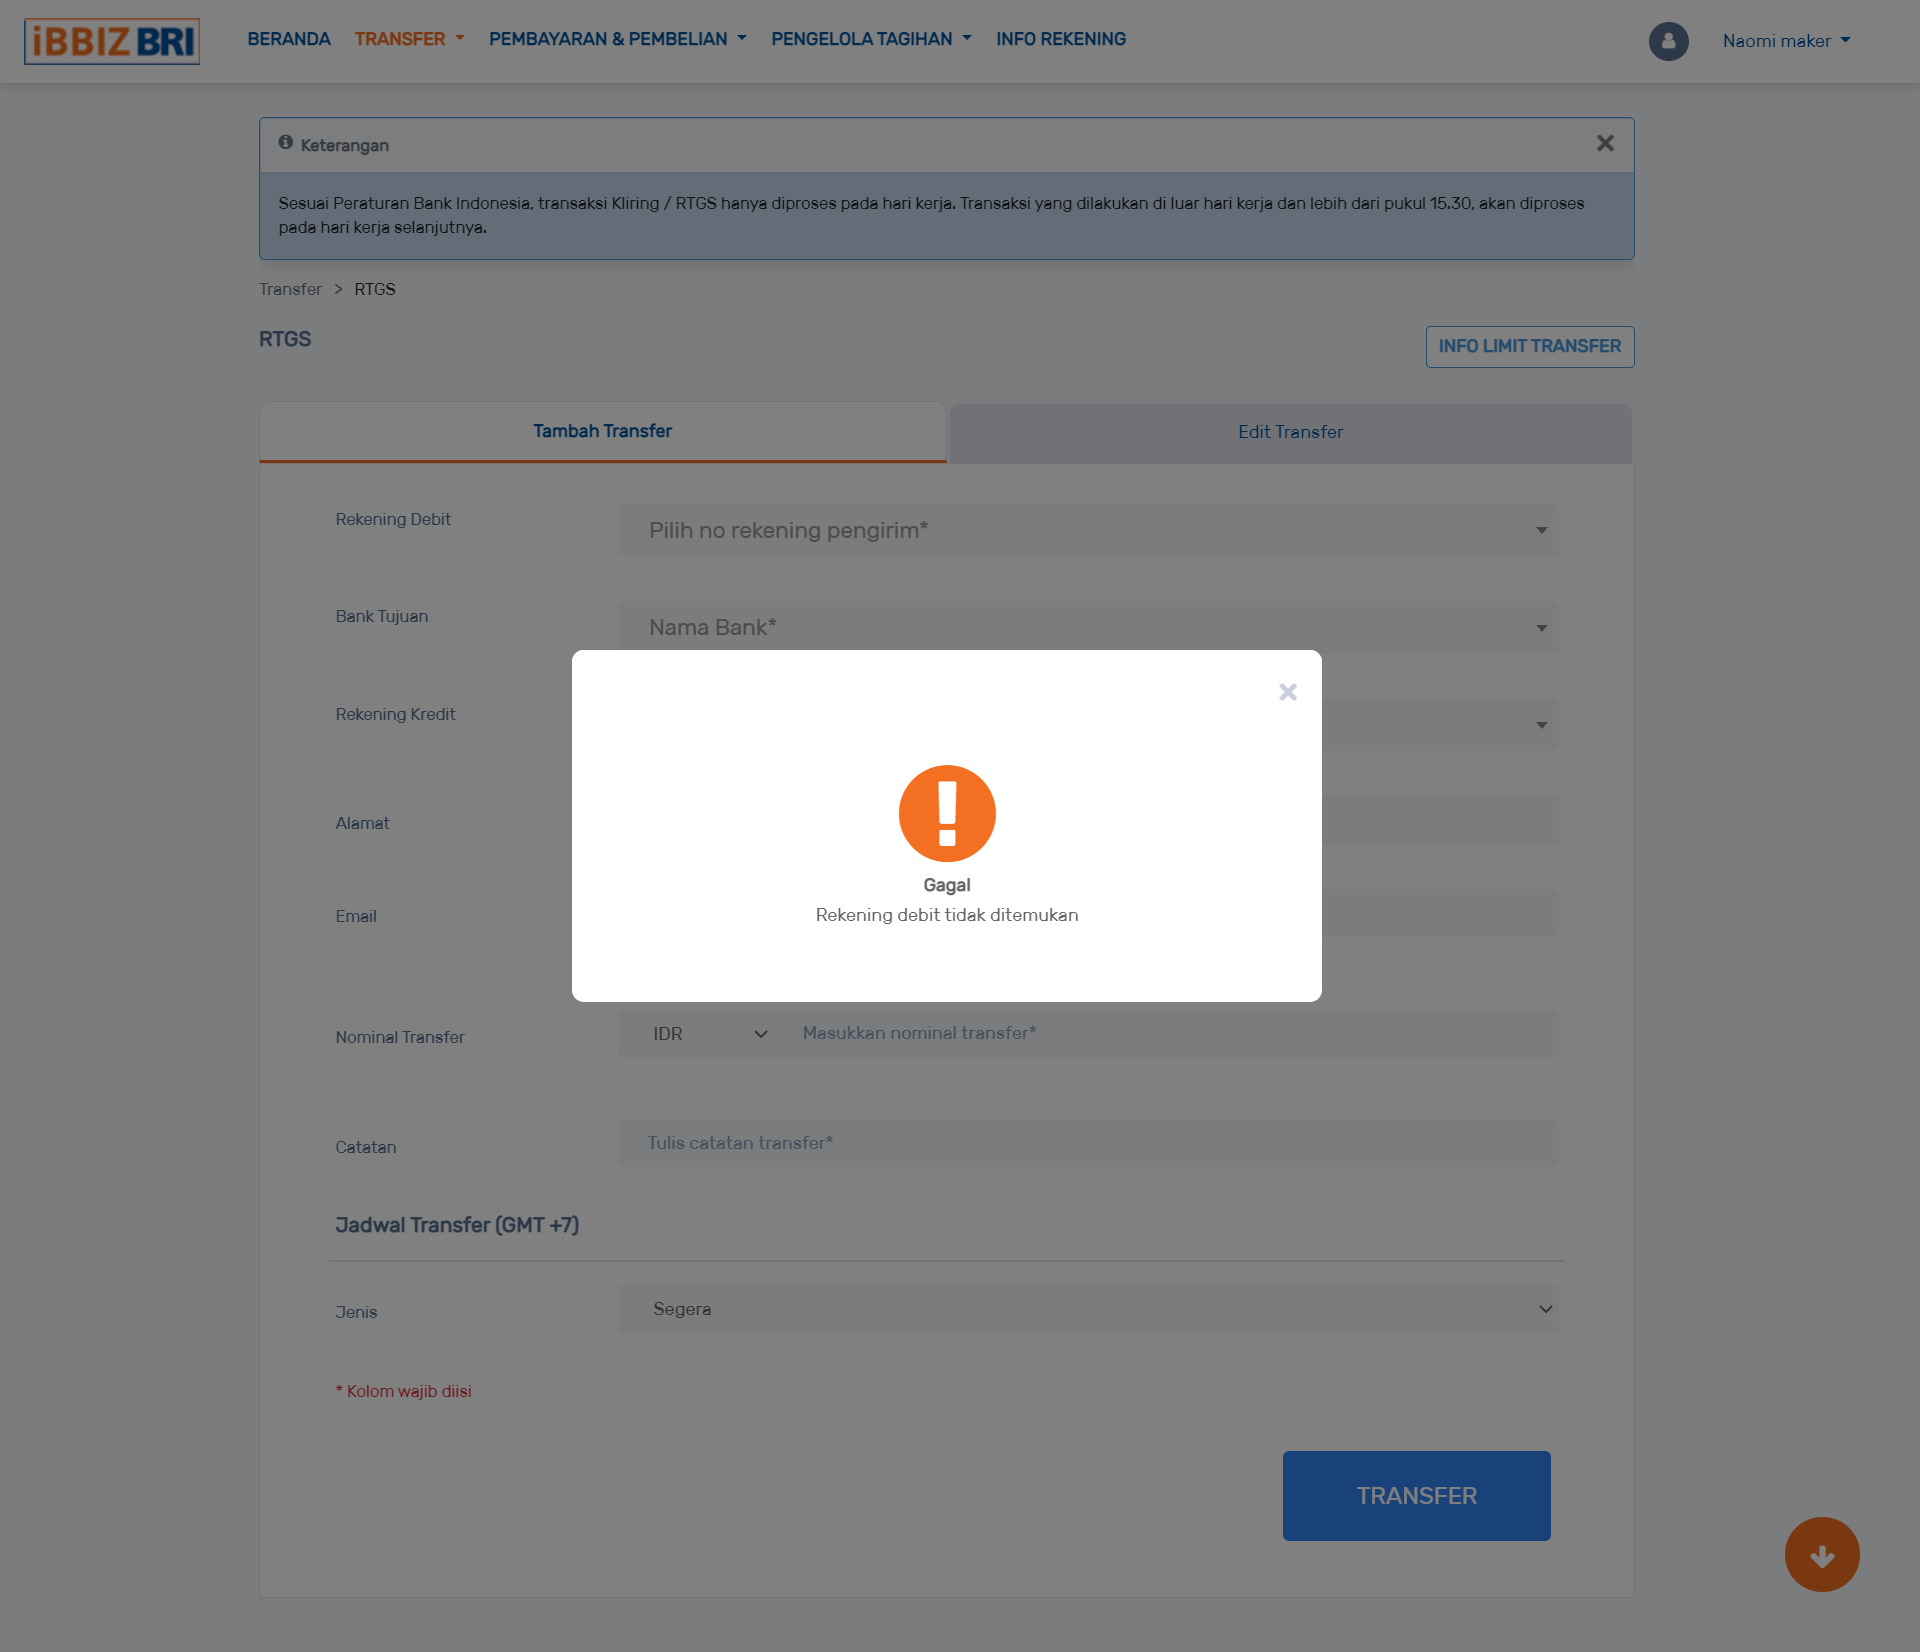 iBBIZ BRI
BERANDA TRANSFER PEMBAYARAN & PEMBELIAN PENGELOLA TAGIHAN INFO REKENING Naomi maker
Keterangan
Sesuai Peraturan Bank Indonesia, transaksi Kliring / RTGS hanya diproses pada hari kerja. Transaksi yang dilakukan di luar hari kerja dan lebih dari pukul 15.30, akan diproses
pada hari kerja selanjutnya.
Transfer > RTGS
RTGS
INFO LIMIT TRANSFER
Tambah Transfer Edit Transfer
Rekening Debit Pilih no rekening pengirim*
Bank Tujuan Nama Bank*
Rekening Kredit
Alamat
Gagal
Rekening debit tidak ditemukan
Email
Nominal Transfer IDR Masukkan nominal transfer*
Catatan Tulis catatan transfer*
Jadwal Transfer (GMT +7)
Jenis Segera
* Kolom wajib diisi
TRANSFER